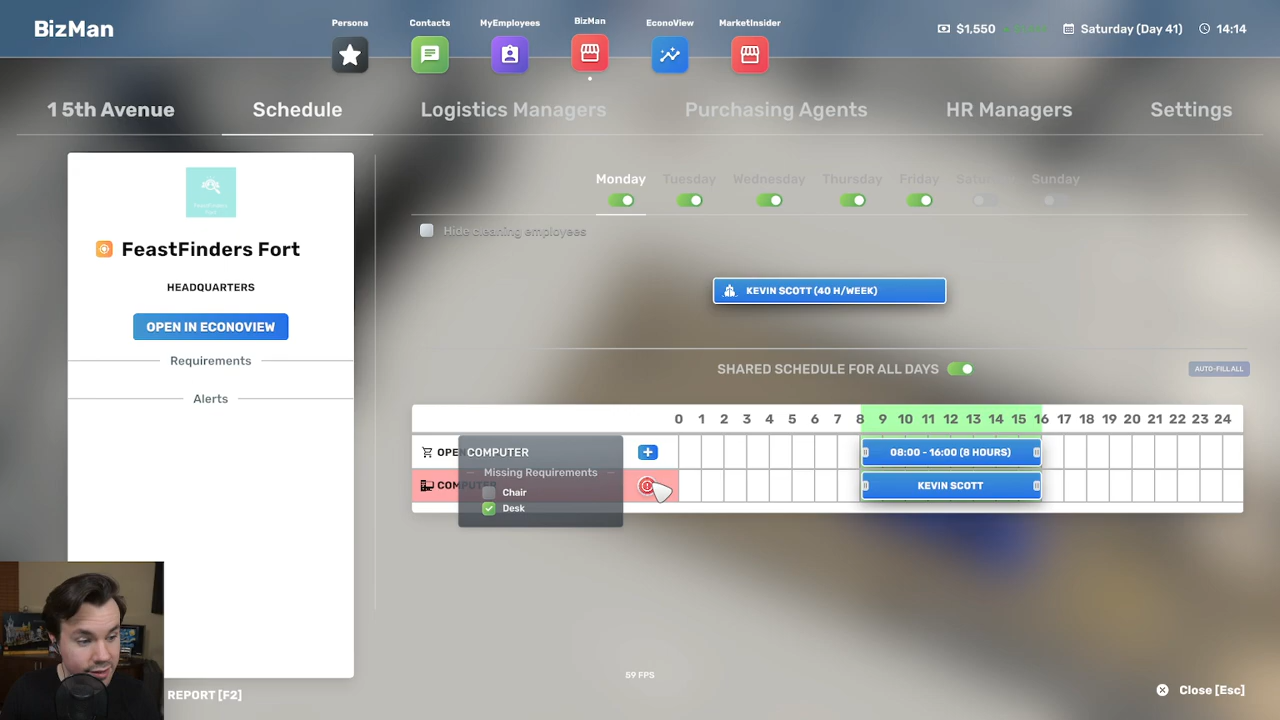 BizMan
Persona
Contacts
MyEmployees
BizMan
EconoView
MarketInsider
$1,550
Saturday (Day 41)
14:14
1 5th Avenue
Schedule
Logistics Managers
Purchasing Agents
HR Managers
Settings
FeastFinders
Fort
FeastFinders Fort
HEADQUARTERS
OPEN IN ECONOVIEW
Requirements
Alerts
Monday
Tuesday
Wednesday
Thursday
Friday
Saturday
Sunday
Hide cleaning employees
KEVIN SCOTT (40 H/WEEK)
SHARED SCHEDULE FOR ALL DAYS
AUTO-FILL ALL
0 1 2 3 4 5 6 7 8 9 10 11 12 13 14 15 16 17 18 19 20 21 22 23 24
OPE
08:00 - 16:00 (8 HOURS)
COMPUTER
KEVIN SCOTT
COMPUTER
Missing Requirements
Chair
Desk
59 FPS
REPORT [F2]
Close [Esc]